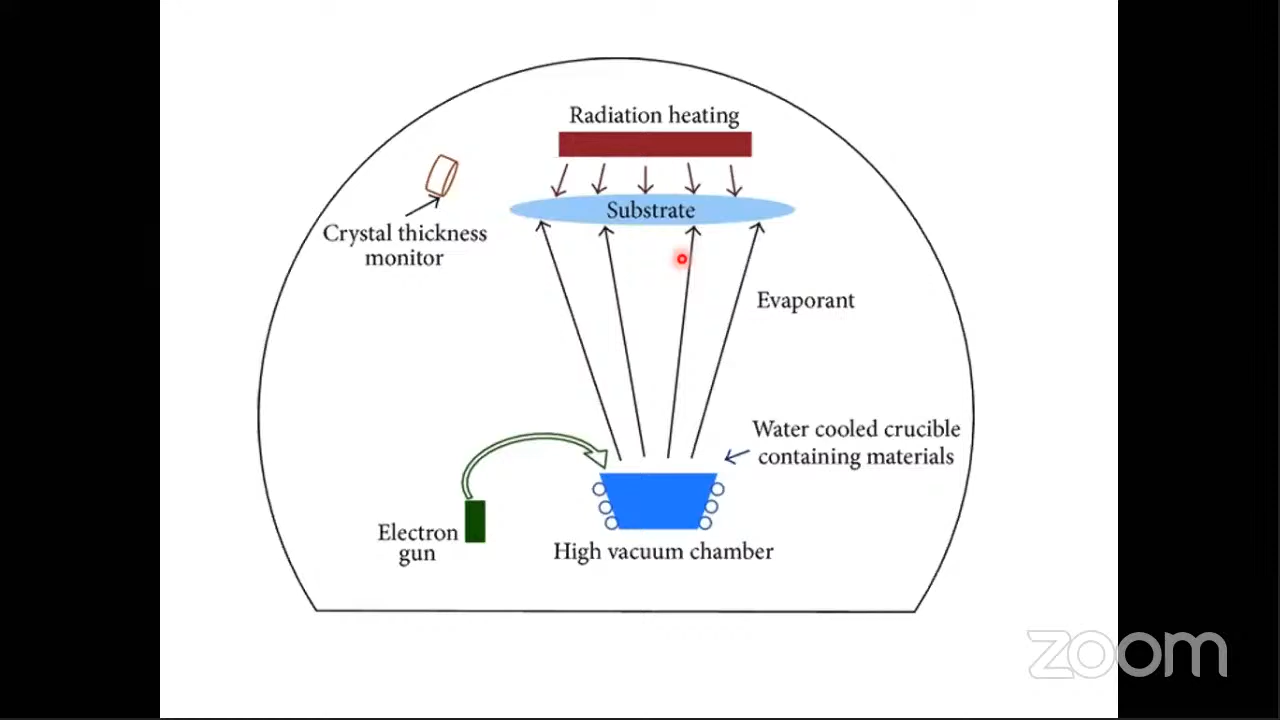 Radiation heating
Substrate
Crystal thickness
monitor
Evaporant
Water cooled crucible
containing materials
Electron
gun
High vacuum chamber
zoom